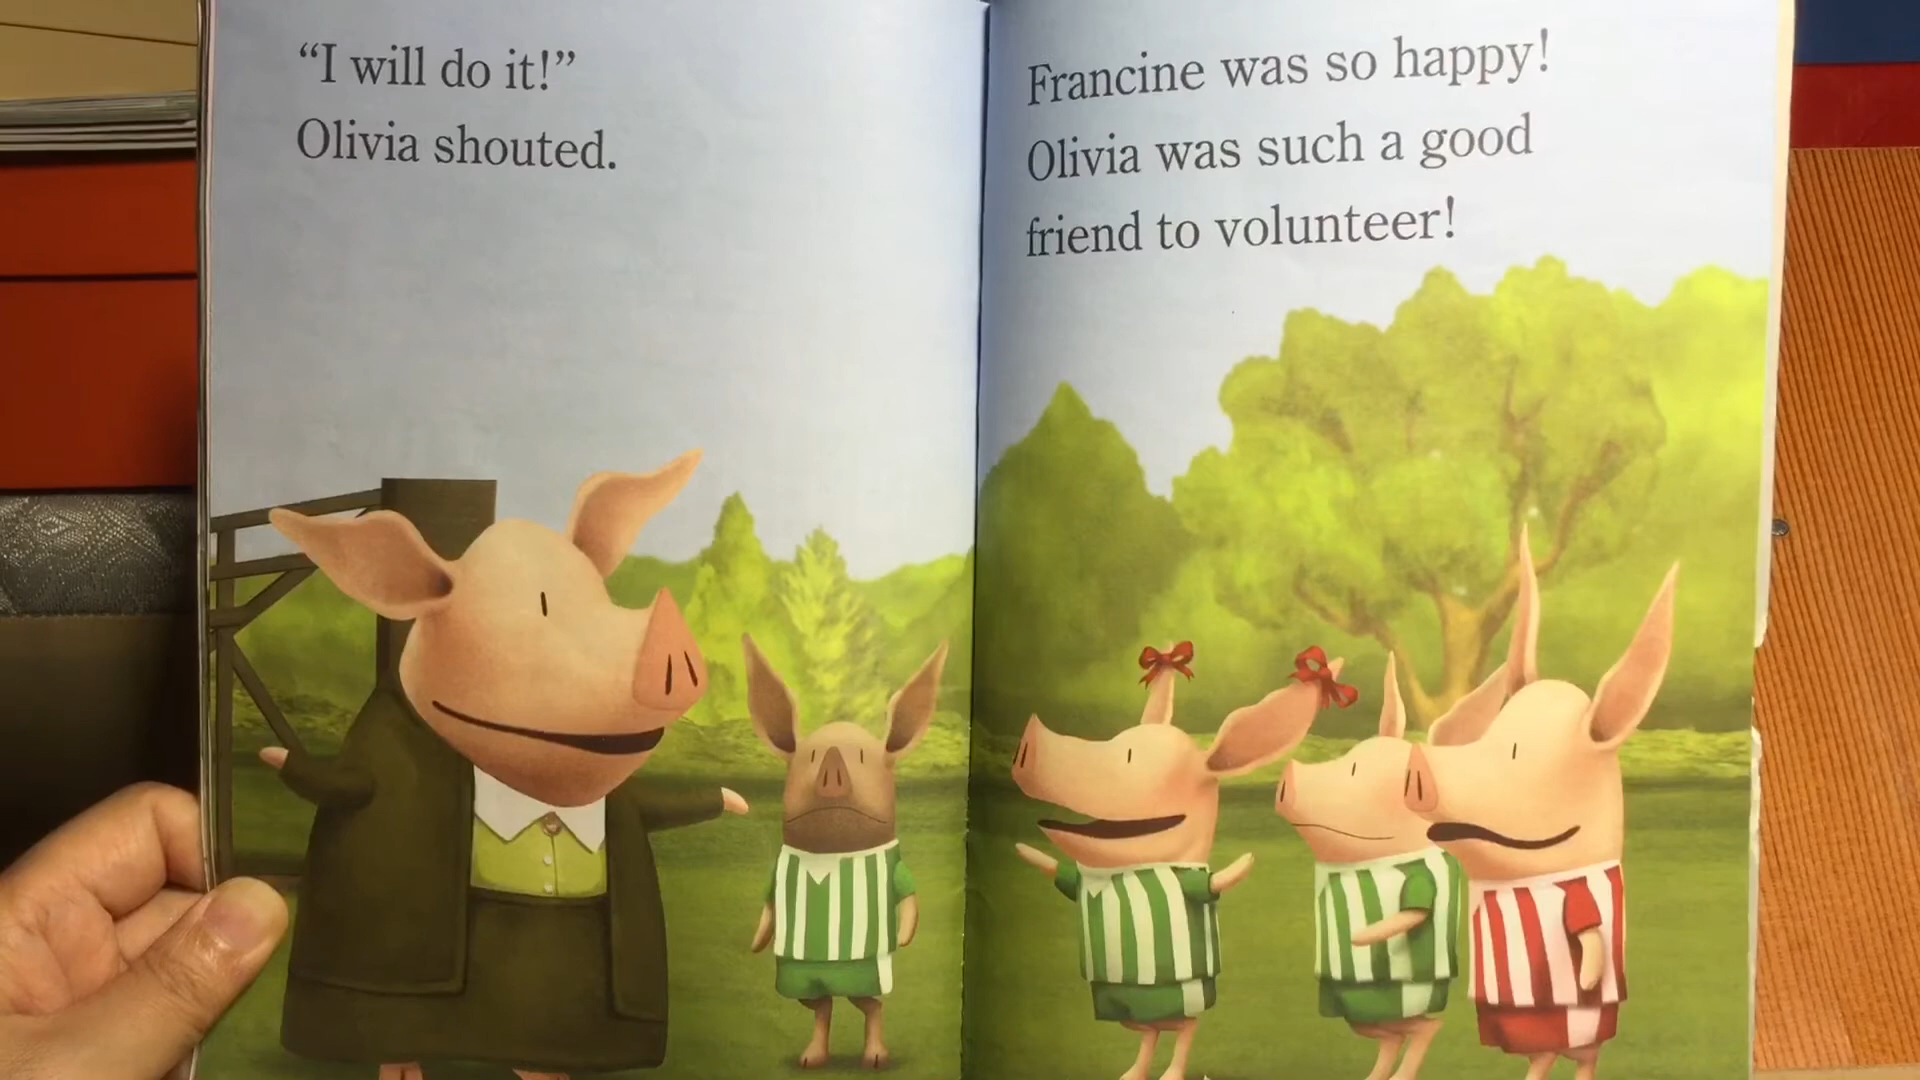 “I will do it!”
Olivia shouted.
Francine was so happy!
Olivia was such a good
friend to volunteer!